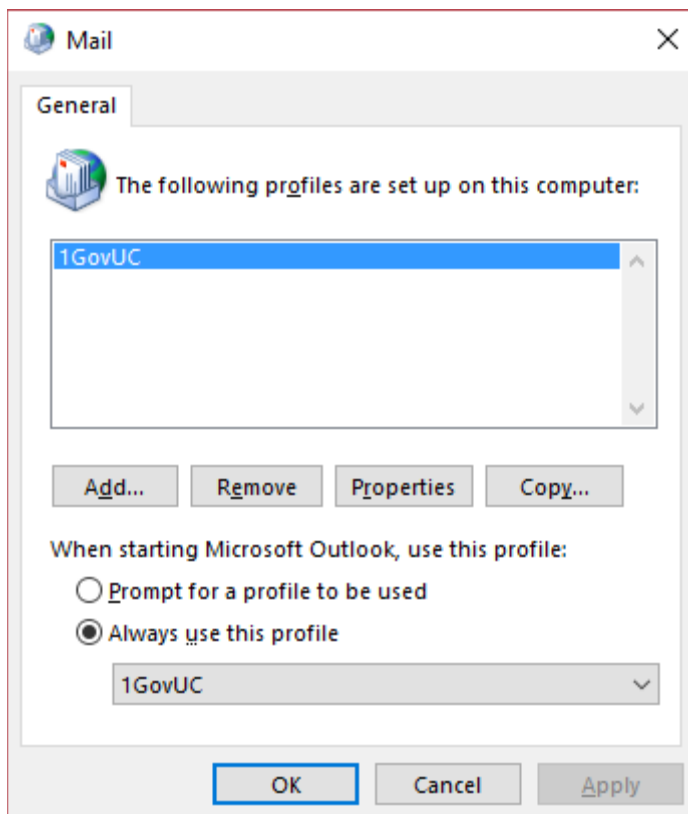 Mail
General
The following profiles are set up on this computer:
1GovUC
Add...
Remove
Properties
Copy...
When starting Microsoft Outlook, use this profile:
Prompt for a profile to be used
Always use this profile
1GovUC
OK
Cancel
Apply